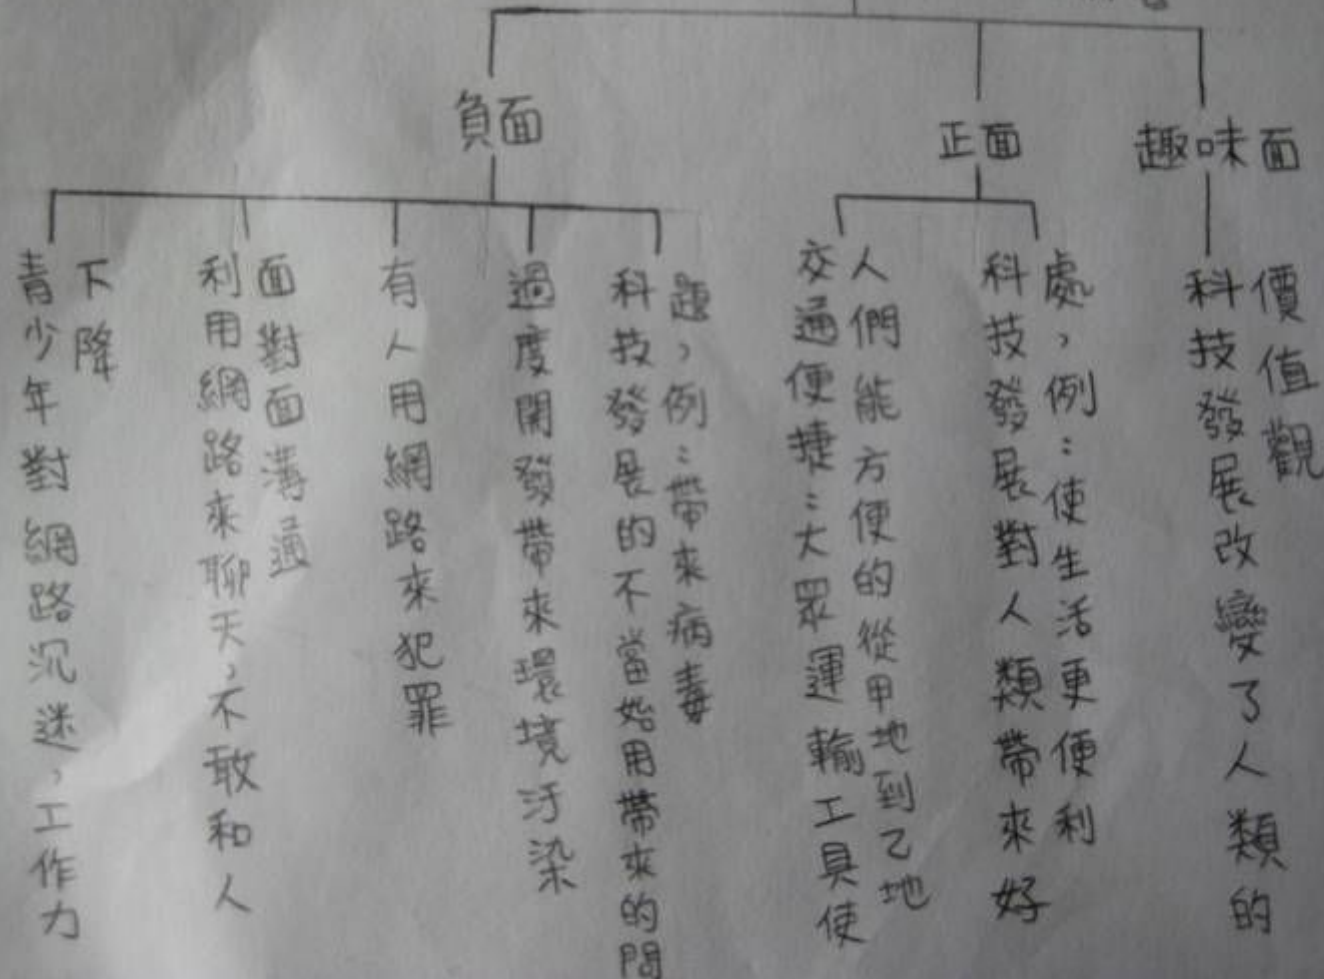 負面
正面
趣味面
青少年對網路沉迷，工作力
下降
利用網路來聊天，不敢和人
面對面溝通
有人用網路來犯罪
過度開發帶來環境汙染
科技發展的不當始用帶來的問
題，例：帶來病毒
交通便捷：大眾運輸工具使
人們能方便的從甲地到乙地
科技發展對人類帶來好
處，例：使生活更便利
科技發展改變了人類的
價值觀